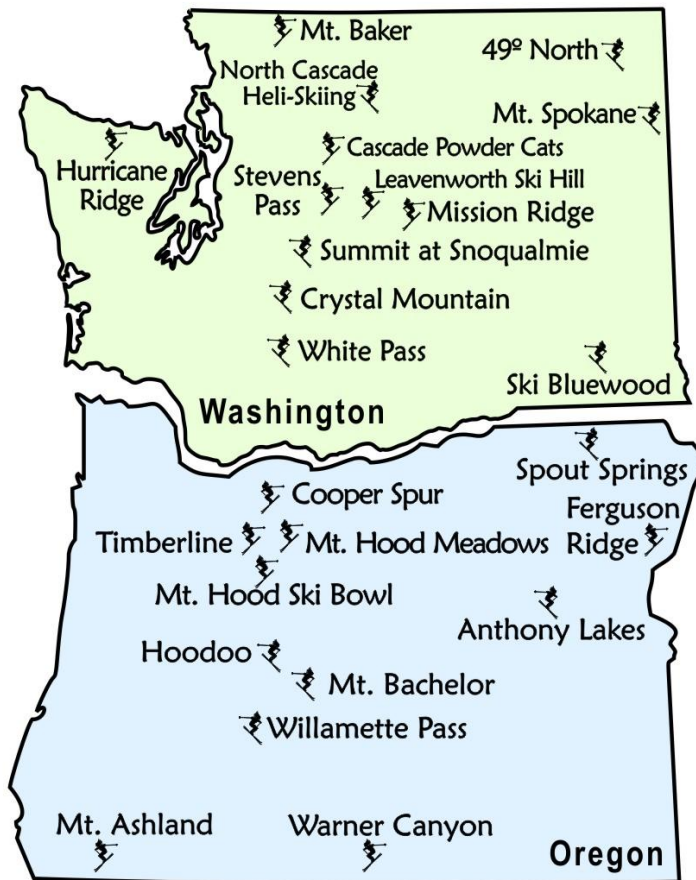 Mt. Baker
49º North
North Cascade
Heli-Skiing
Mt. Spokane
Hurricane
Ridge
Cascade Powder Cats
Stevens
Pass
Leavenworth Ski Hill
Mission Ridge
Summit at Snoqualmie
Crystal Mountain
White Pass
Ski Bluewood
Washington
Spout Springs
Cooper Spur
Ferguson
Ridge
Timberline
Mt. Hood Meadows
Mt. Hood Ski Bowl
Anthony Lakes
Hoodoo
Mt. Bachelor
Willamette Pass
Mt. Ashland
Warner Canyon
Oregon